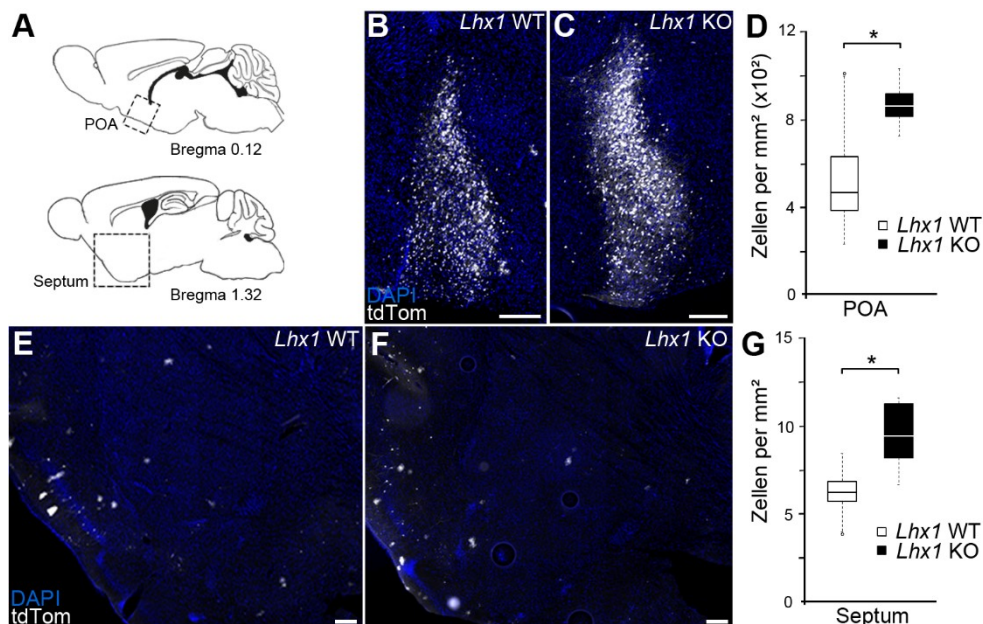 A
POA
Bregma 0.12
Septum
Bregma 1.32
B
Lhx1 WT
DAPI
tdTom
C
Lhx1 KO
D
Zellen per mm² (x10²)
12
8
4
0
*
Lhx1 WT
Lhx1 KO
POA
E
Lhx1 WT
DAPI
tdTom
F
Lhx1 KO
G
Zellen per mm²
15
10
5
0
*
Lhx1 WT
Lhx1 KO
Septum